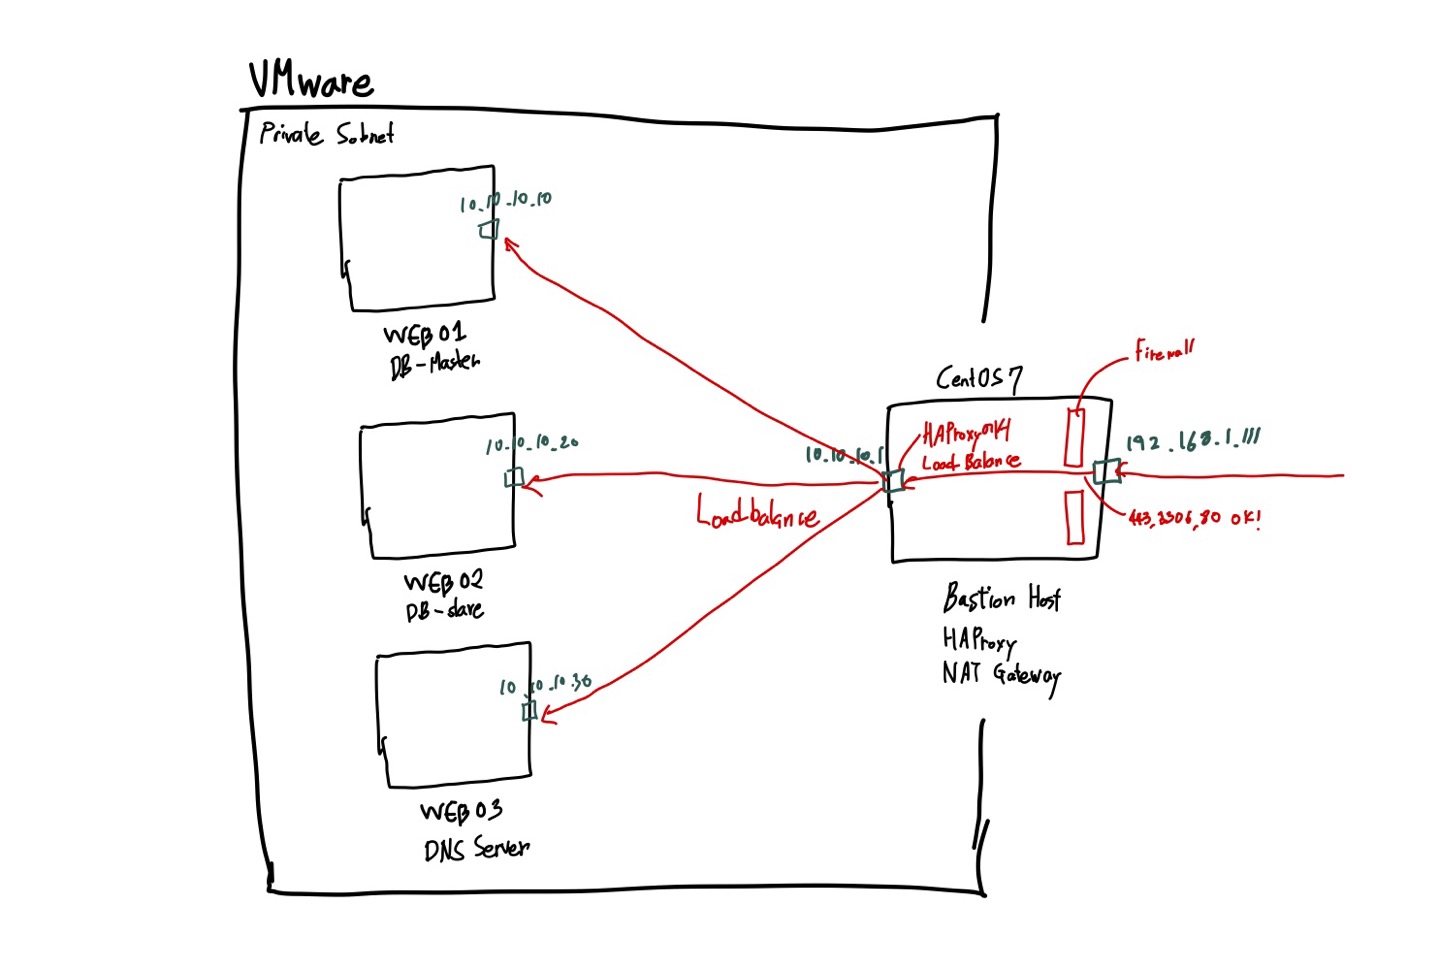 VMware
Private Subnet
10.10.10.10
WEB 01
DB-Master
10.10.10.20
WEB 02
DB-slave
10.10.10.30
WEB 03
DNS Server
Loadbalance
10.10.10.1
CentOS 7
HAProxy에서
Load Balance
Firewall
192.168.1.111
443,3306,80 OK!
Bastion Host
HAProxy
NAT Gateway